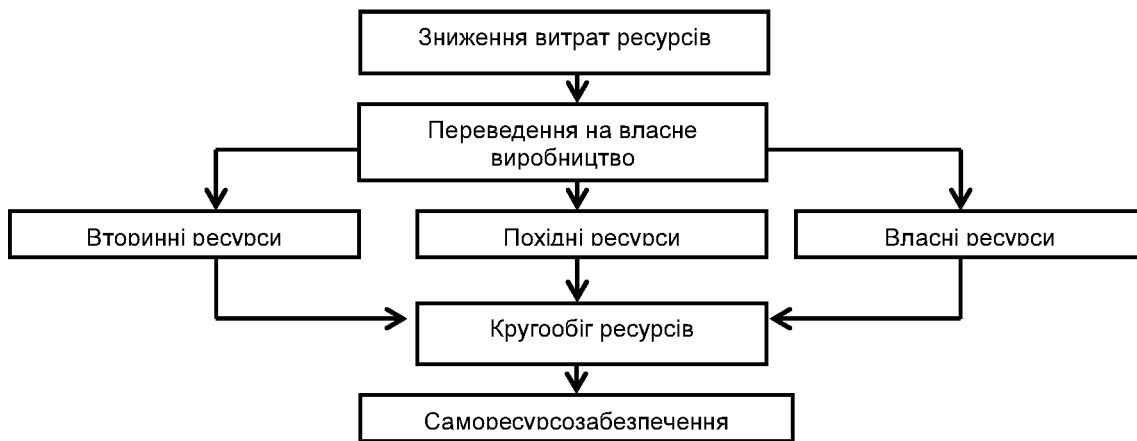 Зниження витрат ресурсів
Переведення на власне
виробництво
Вторинні ресурси
Похідні ресурси
Власні ресурси
Кругообіг ресурсів
Саморесурсозабезпечення